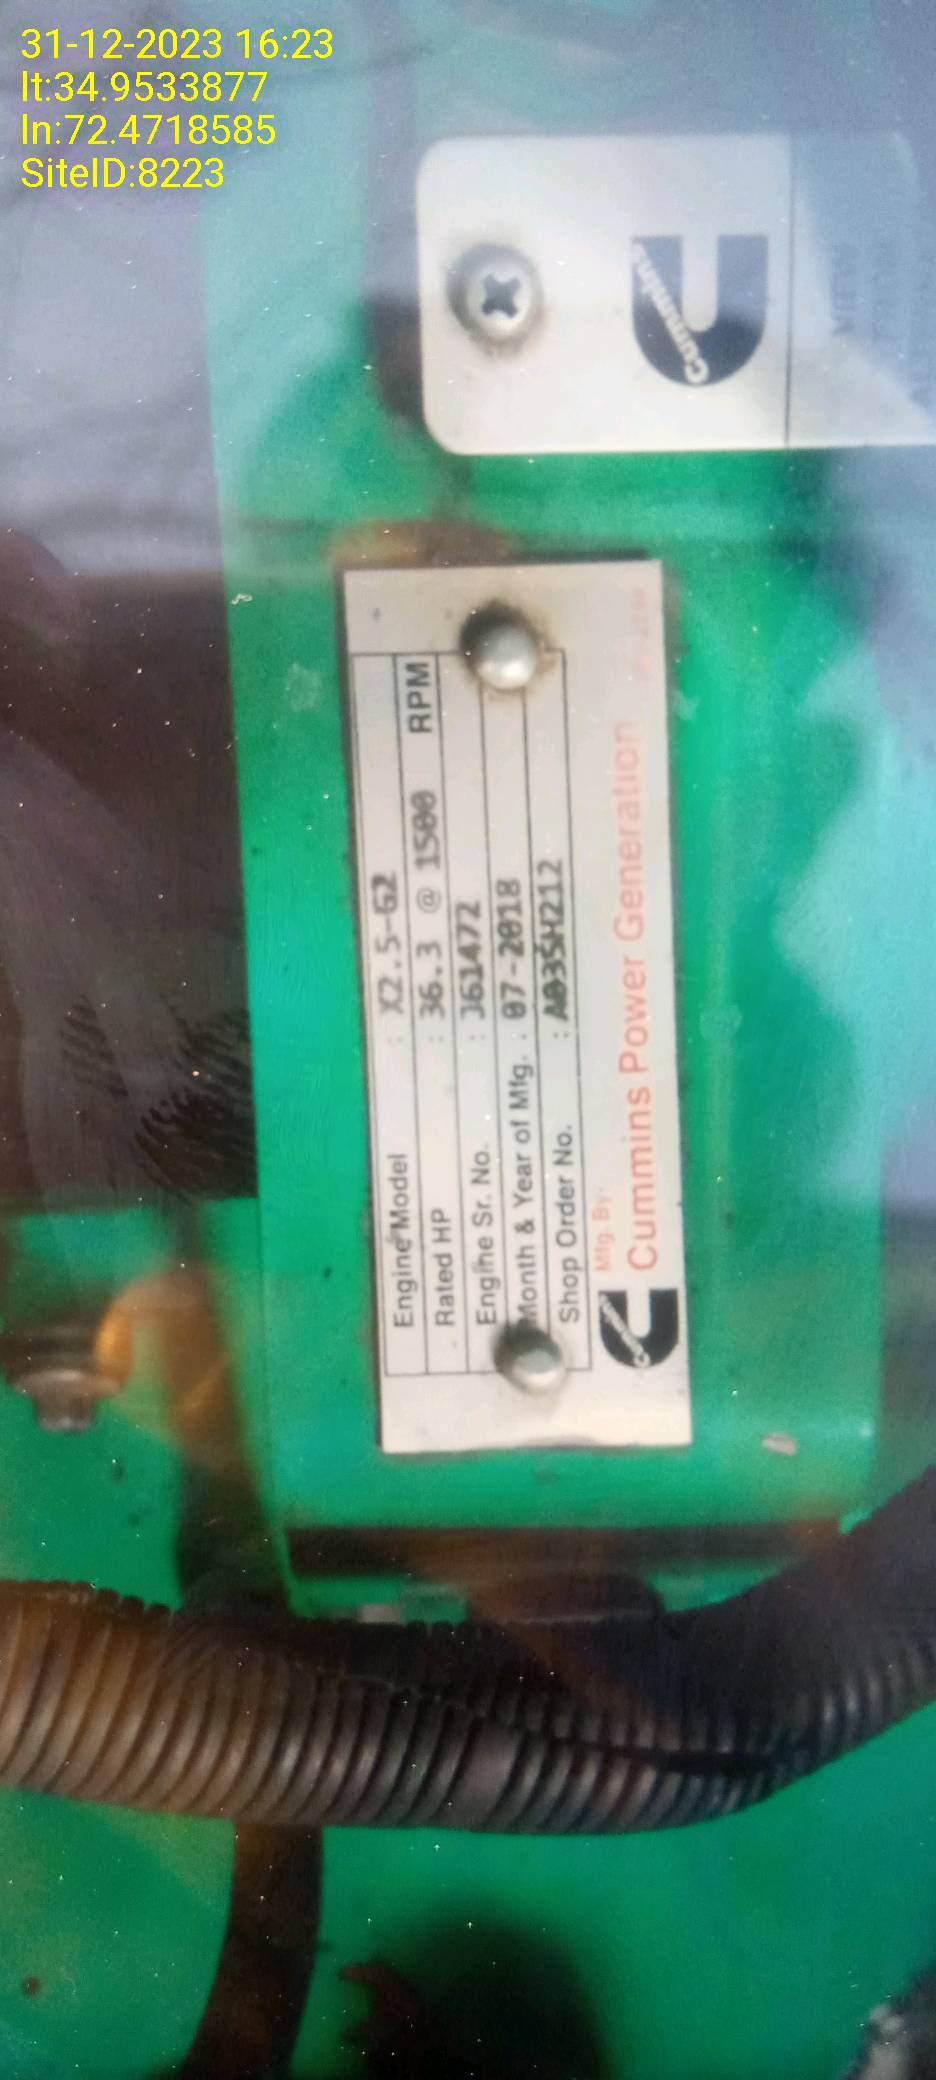 31-12-2023 16:23
lt:34.9533877
ln:72.4718585
SiteID:8223
Cummins
Engine Model : X2.5-G2
Rated HP : 36.3 @ 1500 RPM
Engine Sr. No. : J61472
Month & Year of Mfg. : 07-2018
Shop Order No. : A035H212
Cummins
Mfg. By.
Cummins Power Generation